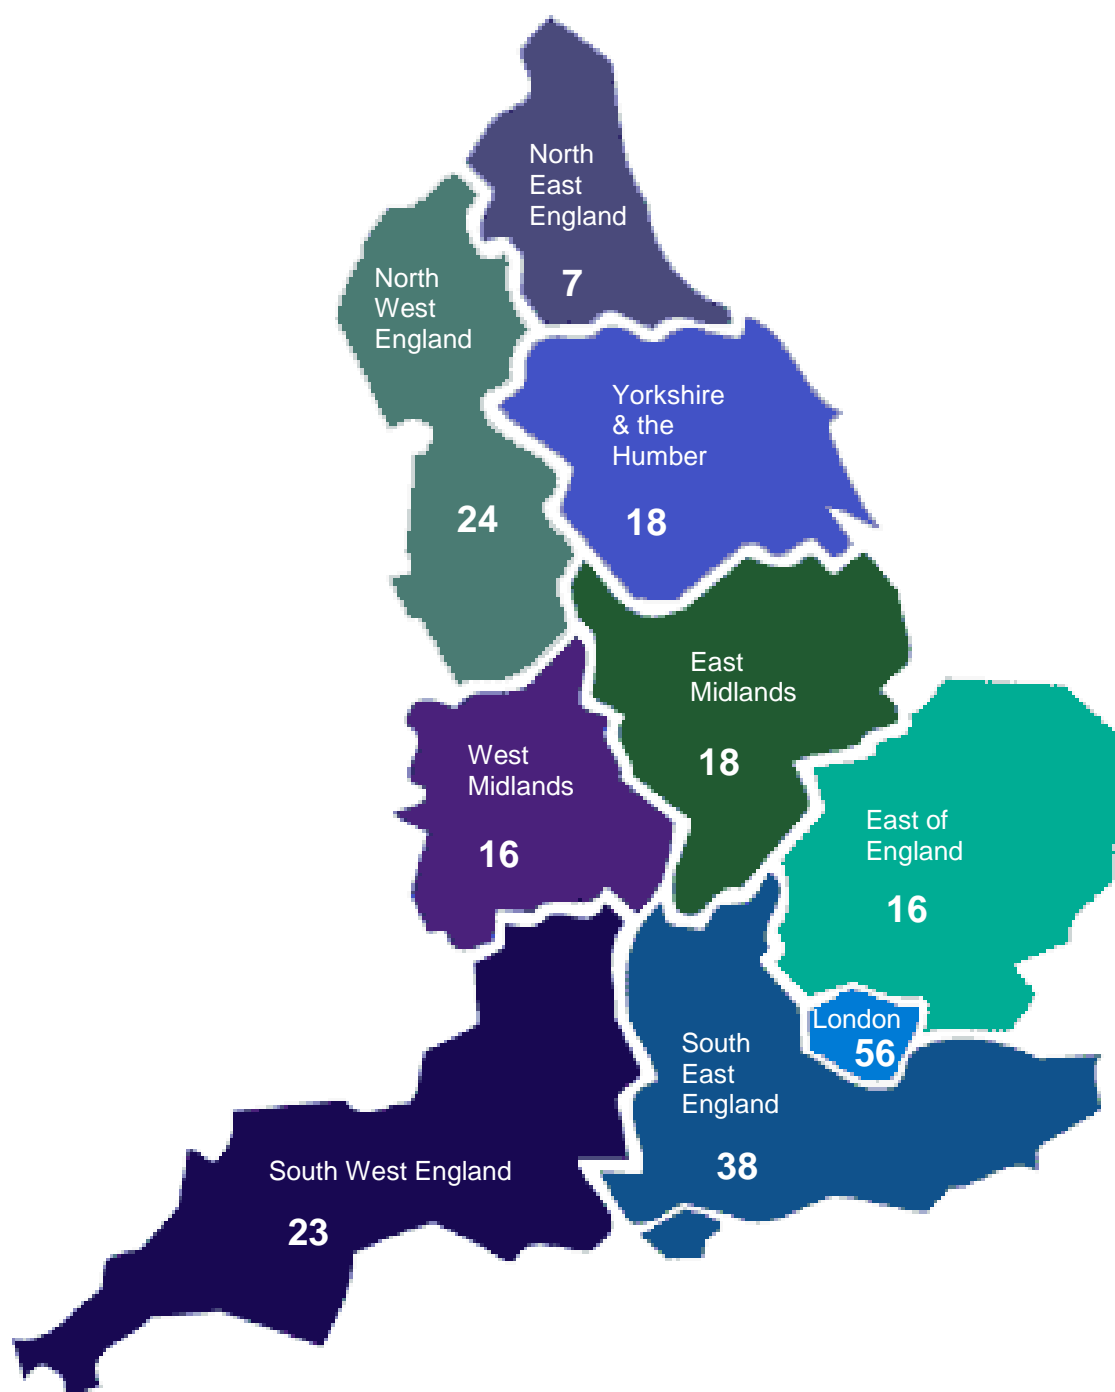 North
East
England
7
North
West
England
24
Yorkshire
& the
Humber
18
East
Midlands
18
West
Midlands
16
East of
England
16
London
56
South
East
England
38
South West England
23